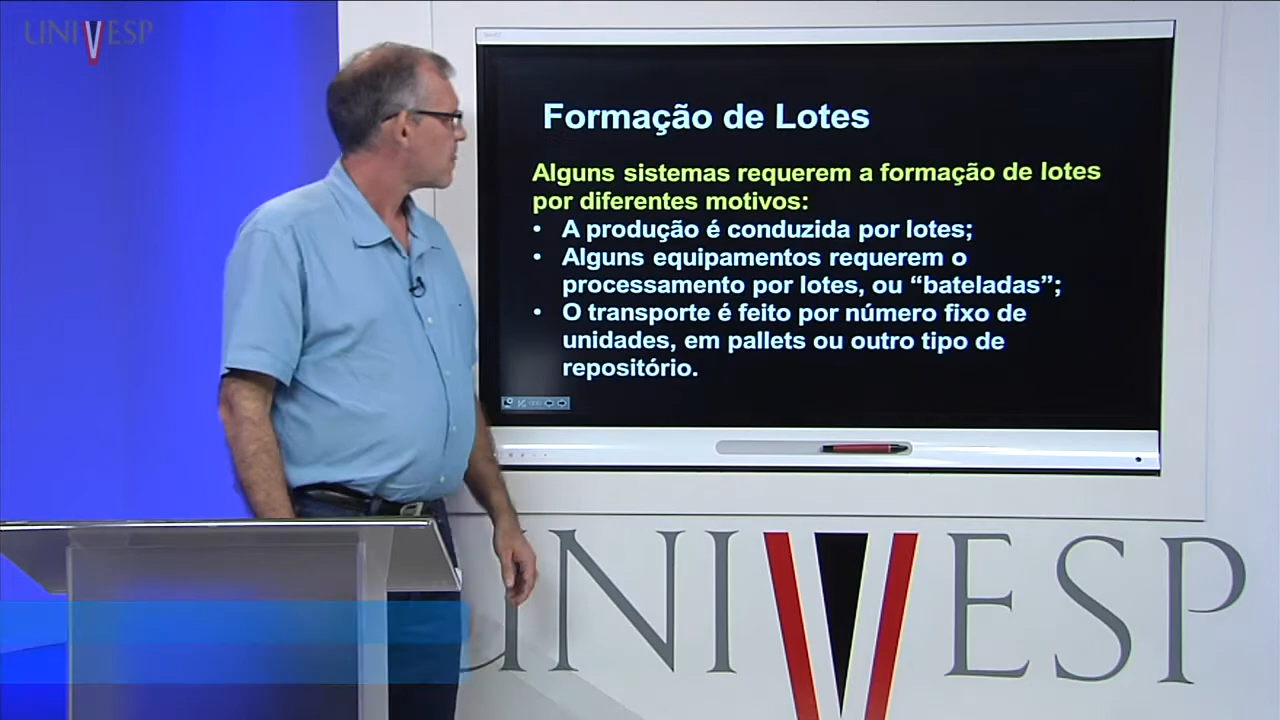 UNIVESP
Formação de Lotes
Alguns sistemas requerem a formação de lotes
por diferentes motivos:
• A produção é conduzida por lotes;
• Alguns equipamentos requerem o
processamento por lotes, ou “bateladas”;
• O transporte é feito por número fixo de
unidades, em pallets ou outro tipo de
repositório.
UNIVESP